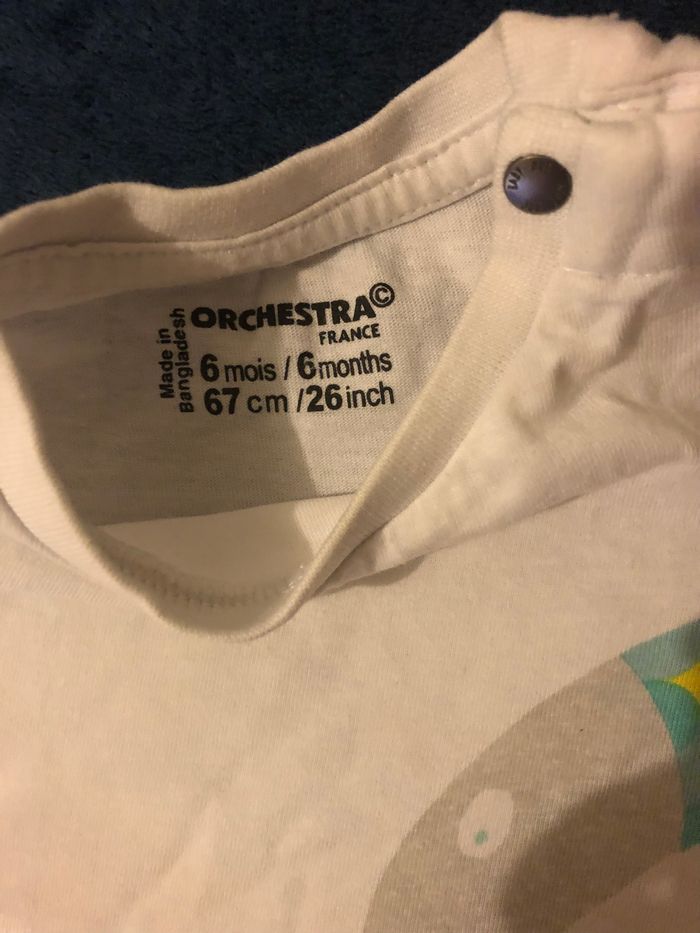 ORCHESTRA©
FRANCE
6 mois / 6 months
67 cm / 26 inch
Made in
Bangladesh